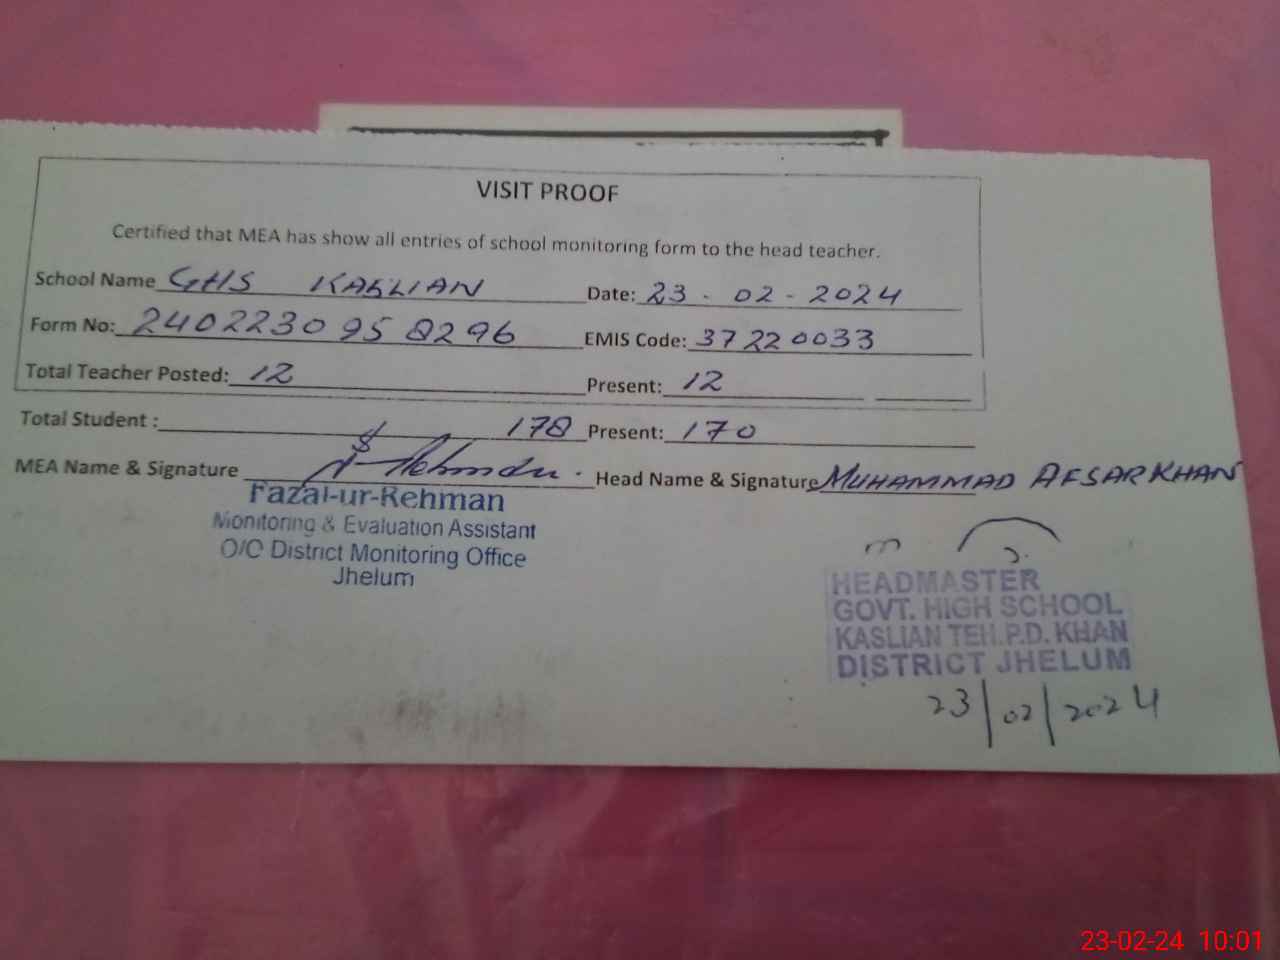 VISIT PROOF
Certified that MEA has show all entries of school monitoring form to the head teacher.
School Name GHS KASLIAN Date: 23 - 02 - 2024
Form No: 2402230958296 EMIS Code: 37220033
Total Teacher Posted: 12 Present: 12
Total Student : 178 Present: 170
MEA Name & Signature Head Name & Signature MUHAMMAD AFSAR KHAN
Fazal-ur-Rehman
Monitoring & Evaluation Assistant
O/O District Monitoring Office
Jhelum
HEADMASTER
GOVT. HIGH SCHOOL
KASLIAN TEH.P.D. KHAN
DISTRICT JHELUM
23/02/2024
23-02-24 10:01